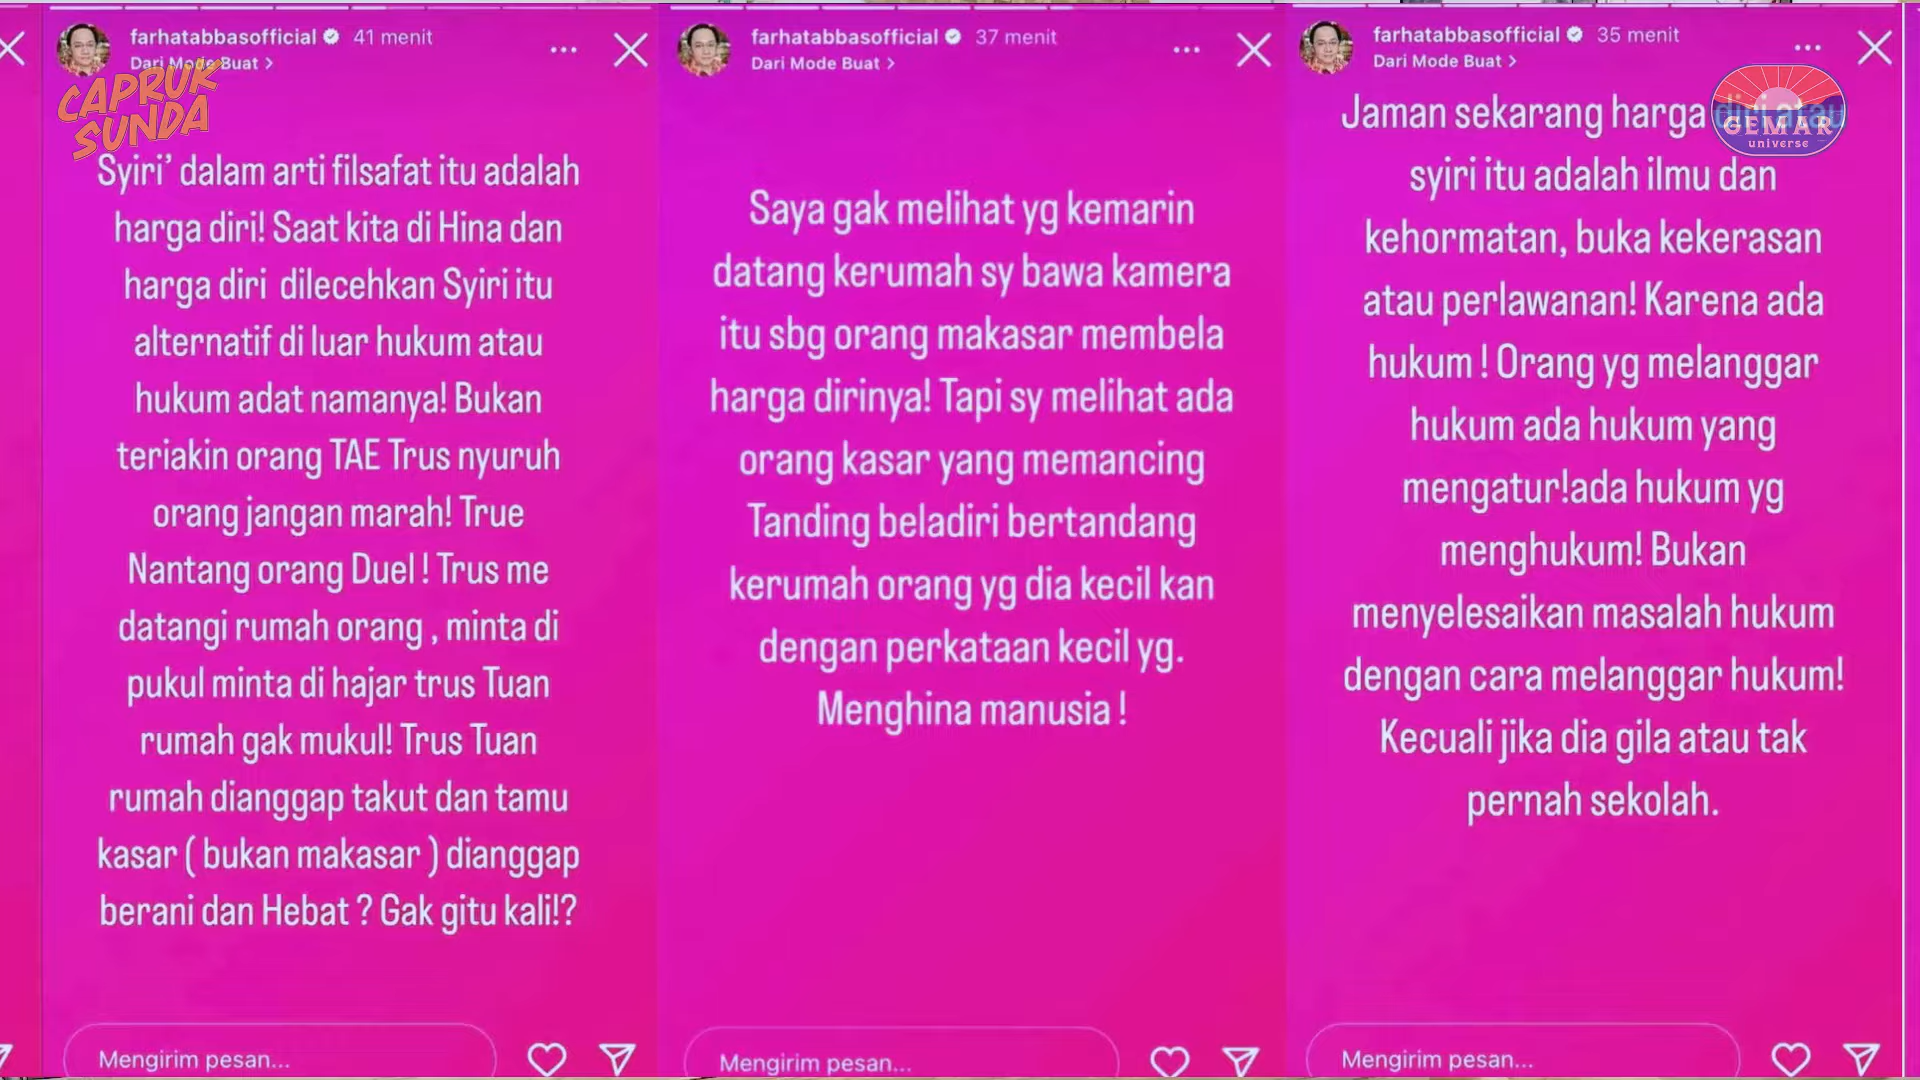 farhatabbasofficial 41 menit
Dari Mode Buat >
CAPRUK
SUNDA
Syiri’ dalam arti filsafat itu adalah
harga diri! Saat kita di Hina dan
harga diri dilecehkan Syiri itu
alternatif di luar hukum atau
hukum adat namanya! Bukan
teriakin orang TAE Trus nyuruh
orang jangan marah! True
Nantang orang Duel ! Trus me
datangi rumah orang , minta di
pukul minta di hajar trus Tuan
rumah gak mukul! Trus Tuan
rumah dianggap takut dan tamu
kasar ( bukan makasar ) dianggap
berani dan Hebat ? Gak gitu kali!?
Mengirim pesan...
farhatabbasofficial 37 menit
Dari Mode Buat >
Saya gak melihat yg kemarin
datang kerumah sy bawa kamera
itu sbg orang makasar membela
harga dirinya! Tapi sy melihat ada
orang kasar yang memancing
Tanding beladiri bertandang
kerumah orang yg dia kecil kan
dengan perkataan kecil yg.
Menghina manusia !
Mengirim pesan...
farhatabbasofficial 35 menit
Dari Mode Buat >
GEMAR
universe
Jaman sekarang harga diri atau
syiri itu adalah ilmu dan
kehormatan, buka kekerasan
atau perlawanan! Karena ada
hukum ! Orang yg melanggar
hukum ada hukum yang
mengatur!ada hukum yg
menghukum! Bukan
menyelesaikan masalah hukum
dengan cara melanggar hukum!
Kecuali jika dia gila atau tak
pernah sekolah.
Mengirim pesan...